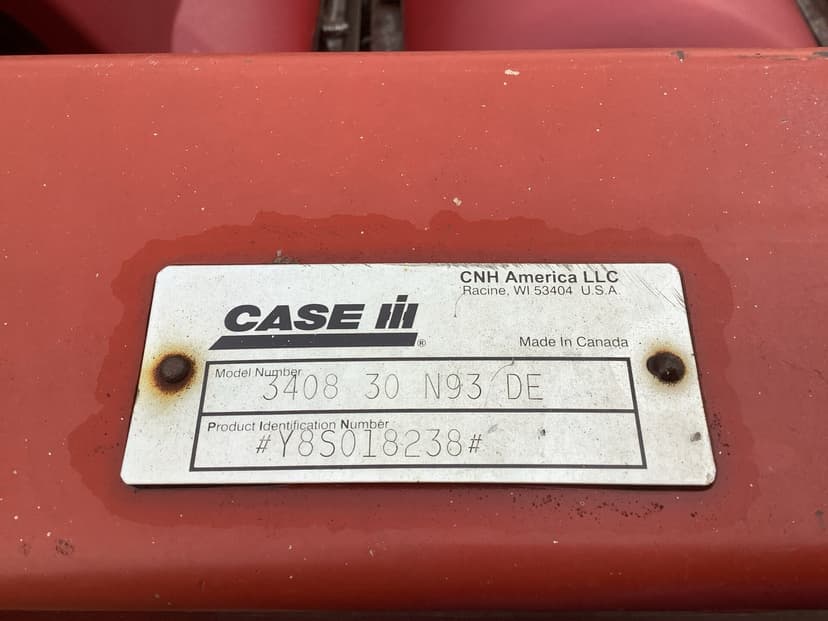 CNH America LLC
Racine, WI 53404 U.S.A.
CASE IH®
Made In Canada
Model Number
3408 30 N93 DE
Product Identification Number
#Y8S018238#